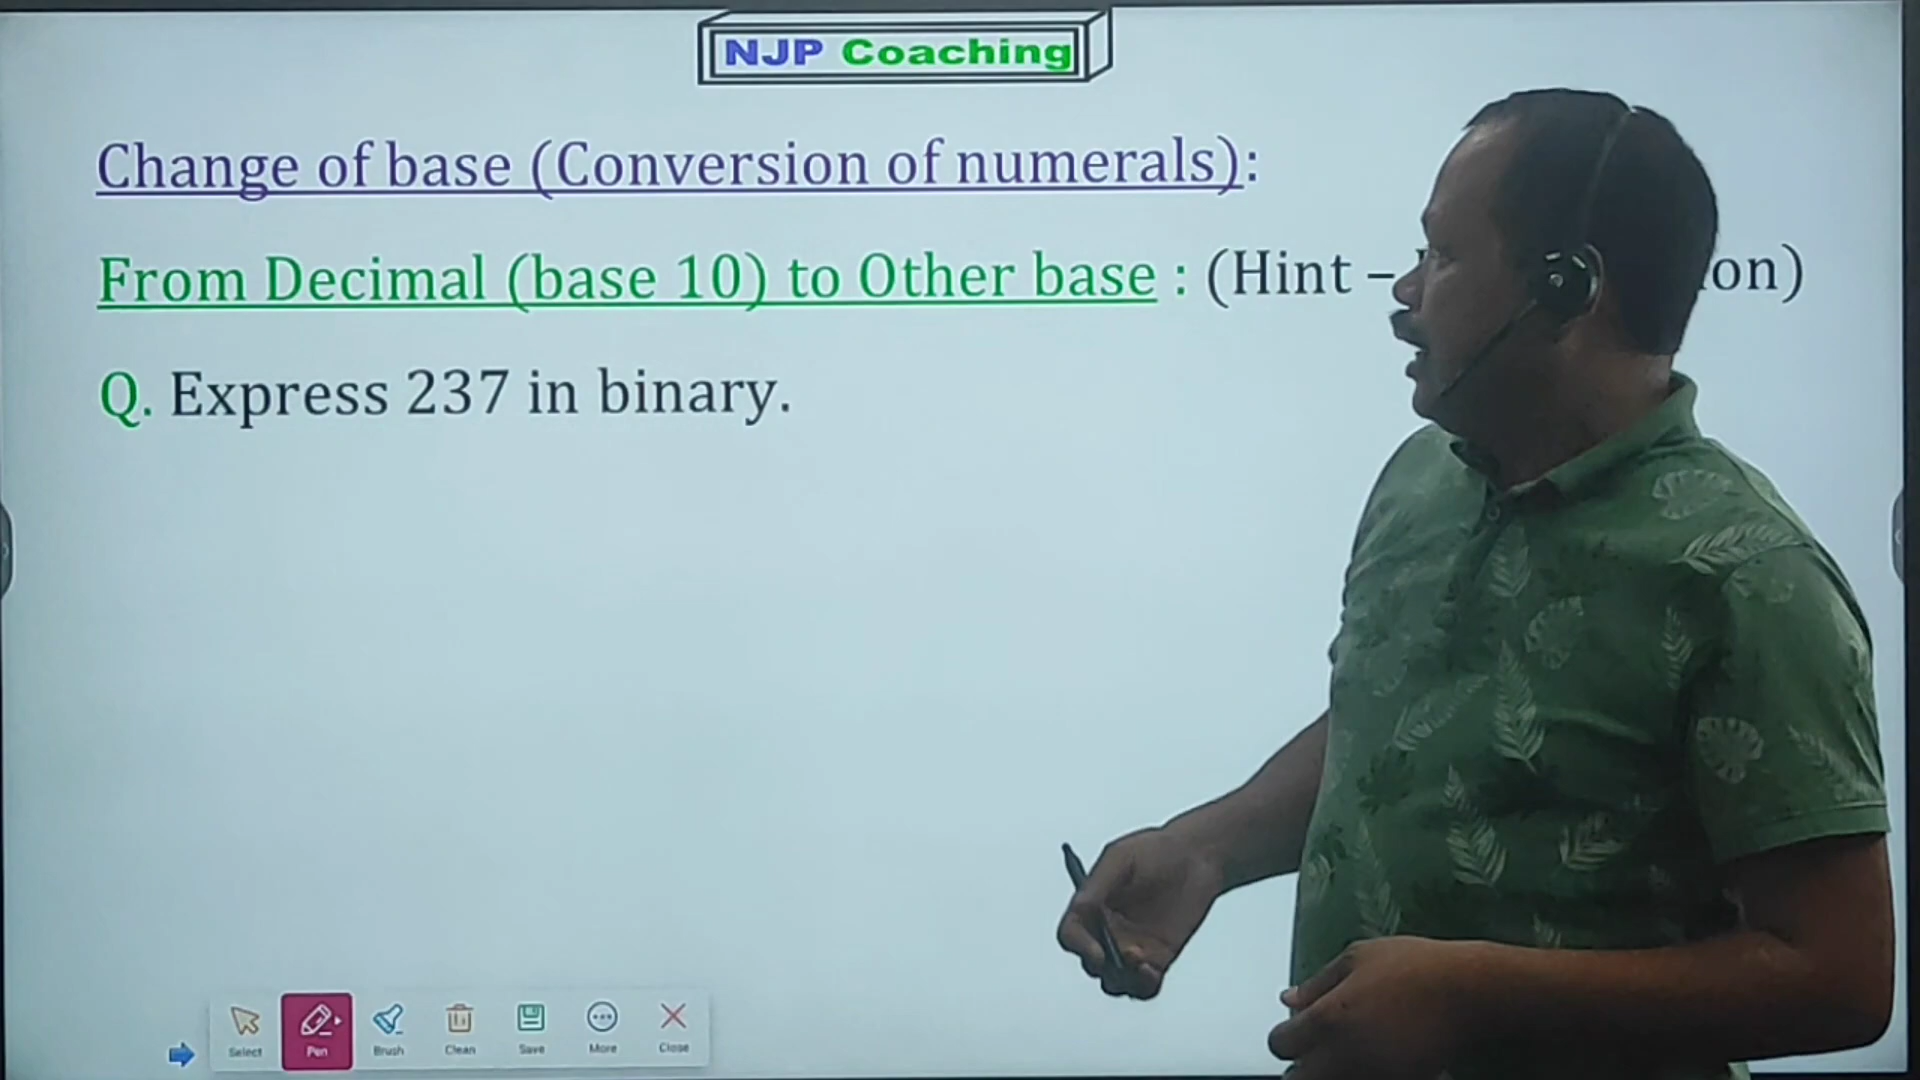 NJP Coaching
Change of base (Conversion of numerals):
From Decimal (base 10) to Other base : (Hint – on)
Q. Express 237 in binary.
Select Pen Brush Clean Save More Close